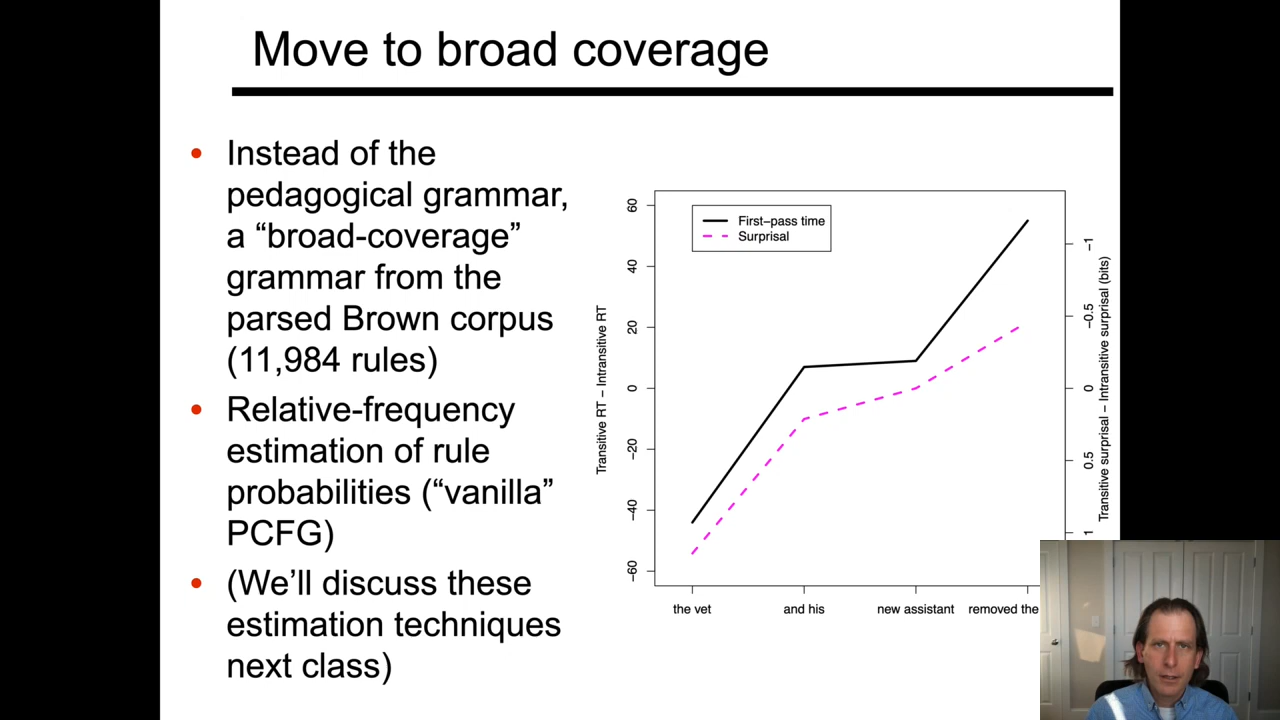 Move to broad coverage
• Instead of the
pedagogical grammar,
a “broad-coverage”
grammar from the
parsed Brown corpus
(11,984 rules)
• Relative-frequency
estimation of rule
probabilities (“vanilla”
PCFG)
• (We’ll discuss these
estimation techniques
next class)
First−pass time
Surprisal
Transitive RT − Intransitive RT
60
40
20
0
−20
−40
−60
the vet
and his
new assistant
removed the
−1
−0.5
0
0.5
1
Transitive surprisal − Intransitive surprisal (bits)